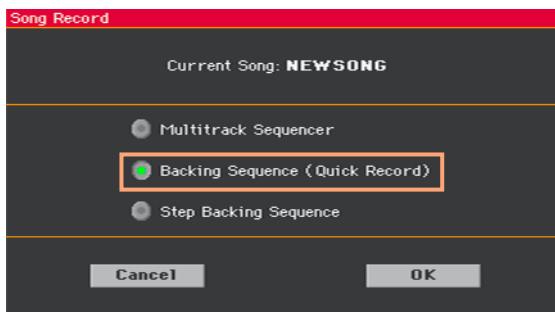 Song Record
Current Song: NEWSONG
Multitrack Sequencer
Backing Sequence (Quick Record)
Step Backing Sequence
Cancel OK